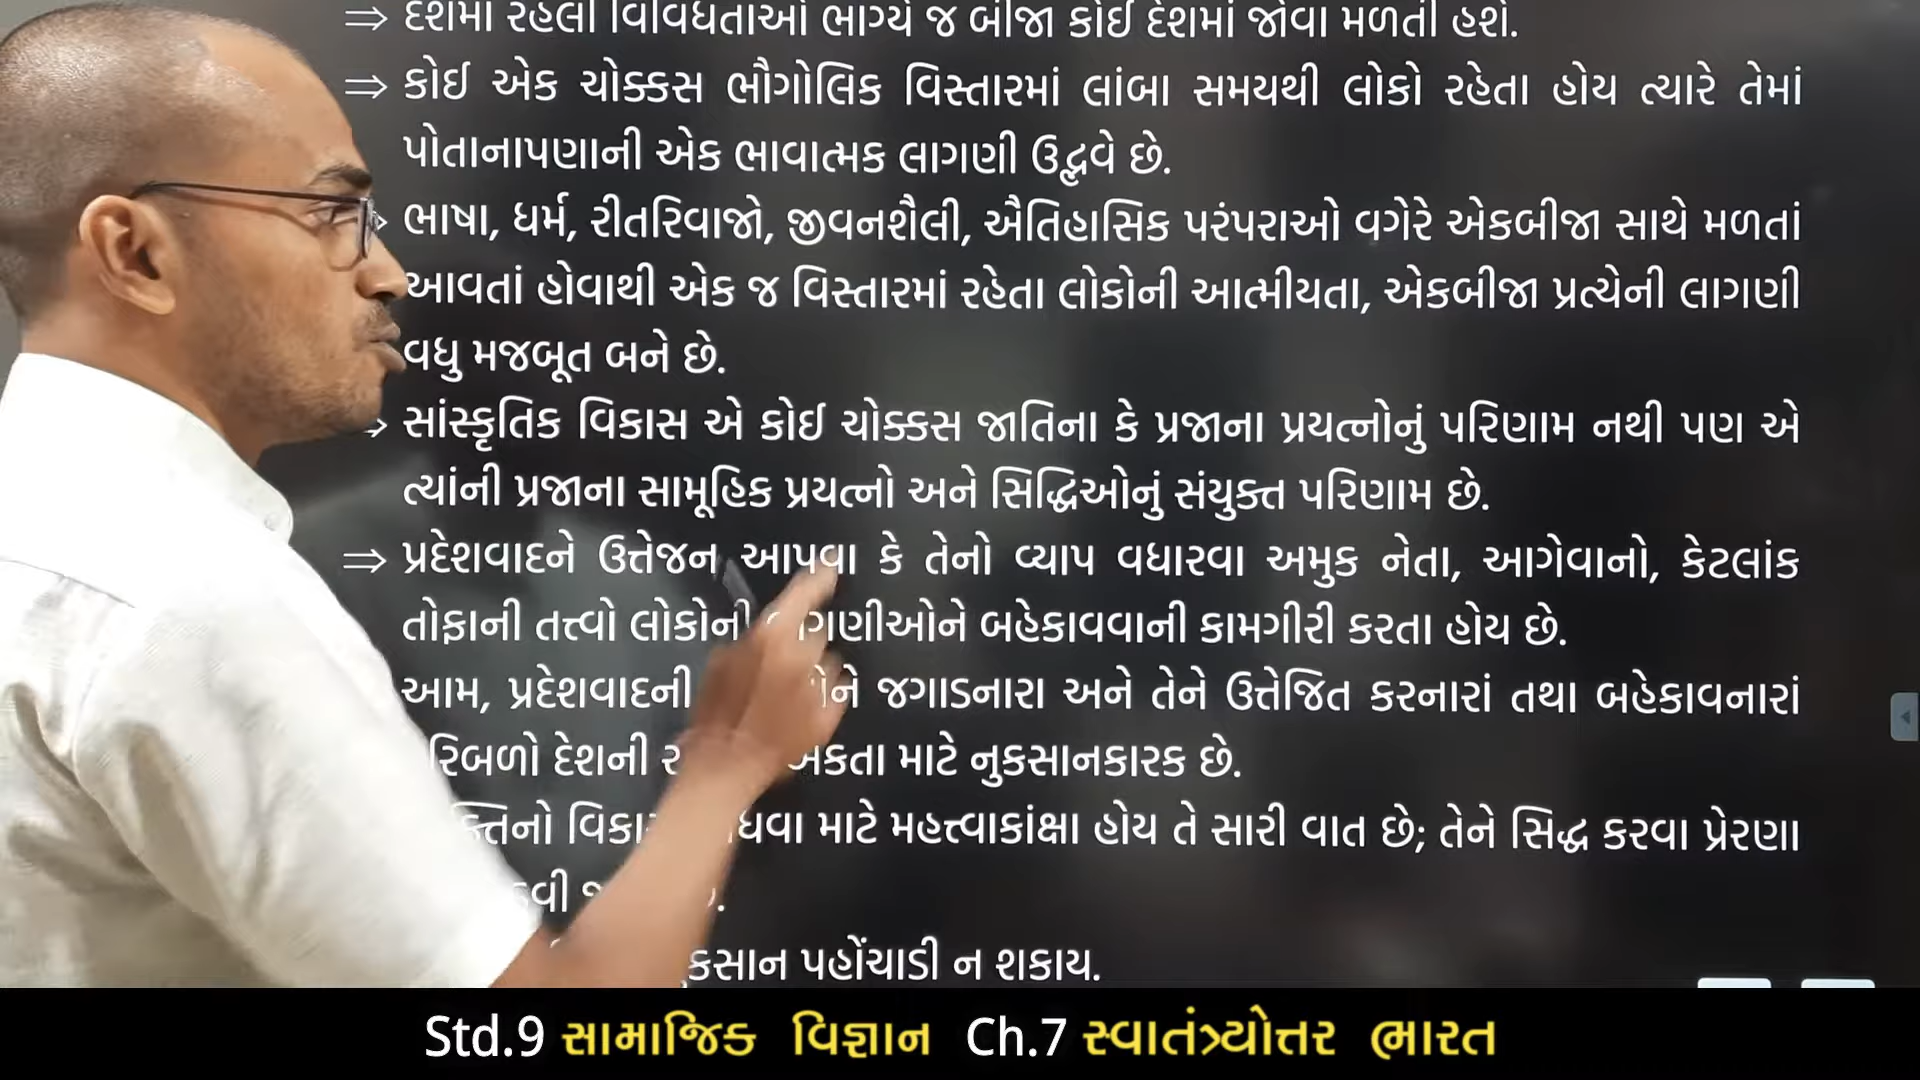 ⇒ દેશમાં રહેલી વિવિધતાઓ ભાગ્યે જ બીજા કોઈ દેશમાં જોવા મળતી હશે.
⇒ કોઈ એક ચોક્કસ ભૌગોલિક વિસ્તારમાં લાંબા સમયથી લોકો રહેતા હોય ત્યારે તેમાં
પોતાનાપણાની એક ભાવાત્મક લાગણી ઉદ્ભવે છે.
ભાષા, ધર્મ, રીતરિવાજો, જીવનશૈલી, ઐતિહાસિક પરંપરાઓ વગેરે એકબીજા સાથે મળતાં
આવતાં હોવાથી એક જ વિસ્તારમાં રહેતા લોકોની આત્મીયતા, એકબીજા પ્રત્યેની લાગણી
વધુ મજબૂત બને છે.
સાંસ્કૃતિક વિકાસ એ કોઈ ચોક્કસ જાતિના કે પ્રજાના પ્રયત્નોનું પરિણામ નથી પણ એ
ત્યાંની પ્રજાના સામૂહિક પ્રયત્નો અને સિદ્ધિઓનું સંયુક્ત પરિણામ છે.
⇒ પ્રદેશવાદને ઉત્તેજન આપવા કે તેનો વ્યાપ વધારવા અમુક નેતા, આગેવાનો, કેટલાંક
તોફાની તત્ત્વો લોકોની લાગણીઓને બહેકાવવાની કામગીરી કરતા હોય છે.
આમ, પ્રદેશવાદની જગાડનારા અને તેને ઉત્તેજિત કરનારાં તથા બહેકાવનારાં
દેશની માટે નુકસાનકારક છે.
માટે મહત્ત્વાકાંક્ષા હોય તે સારી વાત છે; તેને સિદ્ધ કરવા પ્રેરણા
પહોંચાડી ન શકાય.
Std.9 સામાજિક વિજ્ઞાન Ch.7 સ્વાતંત્ર્યોત્તર ભારત